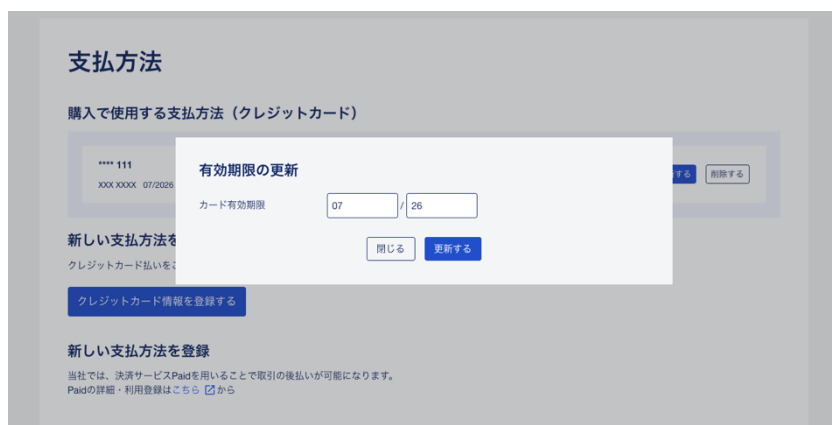 支払方法
購入で使用する支払方法（クレジットカード）
**** 111
XXX XXXX 07/2026
する 削除する
有効期限の更新
カード有効期限 07 / 26
閉じる 更新する
新しい支払方法を
クレジットカード払いをご
クレジットカード情報を登録する
新しい支払方法を登録
当社では、決済サービスPaidを用いることで取引の後払いが可能になります。
Paidの詳細・利用登録はこちら から